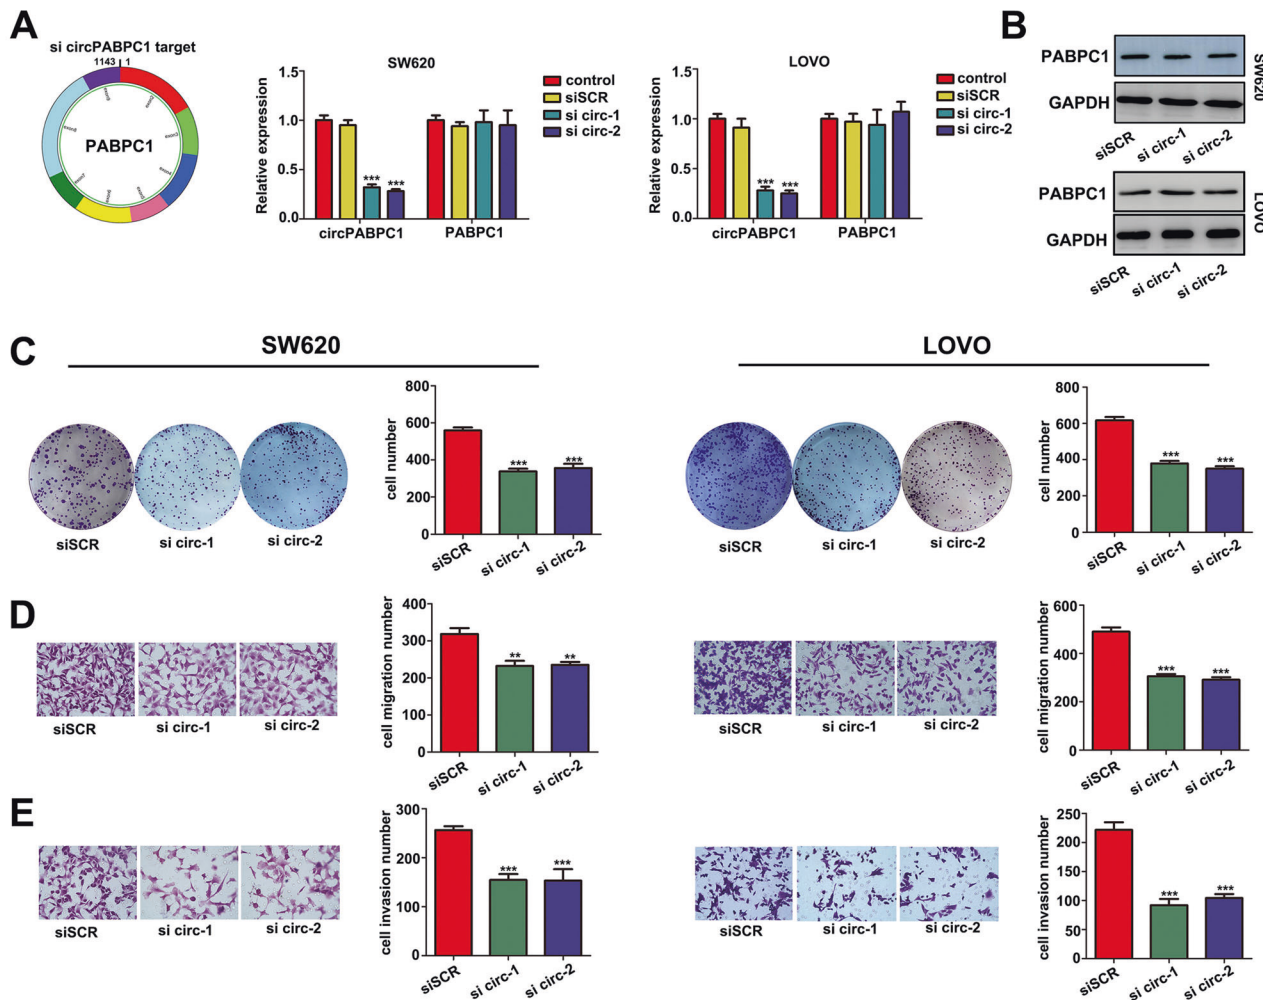 A
si circPABPC1 target
1143 1
PABPC1
SW620
Relative expression
1.5
1.0
0.5
0.0
***
***
circPABPC1
PABPC1
control
siSCR
si circ-1
si circ-2
LOVO
Relative expression
1.5
1.0
0.5
0.0
***
***
circPABPC1
PABPC1
control
siSCR
si circ-1
si circ-2
B
PABPC1
GAPDH
siSCR
si circ-1
si circ-2
SW620
PABPC1
GAPDH
siSCR
si circ-1
si circ-2
LOVO
C
SW620
siSCR
si circ-1
si circ-2
cell number
800
600
400
200
0
***
***
siSCR
si circ-1
si circ-2
LOVO
siSCR
si circ-1
si circ-2
cell number
800
600
400
200
0
***
***
siSCR
si circ-1
si circ-2
D
siSCR
si circ-1
si circ-2
cell migration number
400
300
200
100
0
**
**
siSCR
si circ-1
si circ-2
siSCR
si circ-1
si circ-2
cell migration number
600
400
200
0
***
***
siSCR
si circ-1
si circ-2
E
siSCR
si circ-1
si circ-2
cell invasion number
300
200
100
0
***
***
siSCR
si circ-1
si circ-2
siSCR
si circ-1
si circ-2
cell invasion number
250
200
150
100
50
0
***
***
siSCR
si circ-1
si circ-2